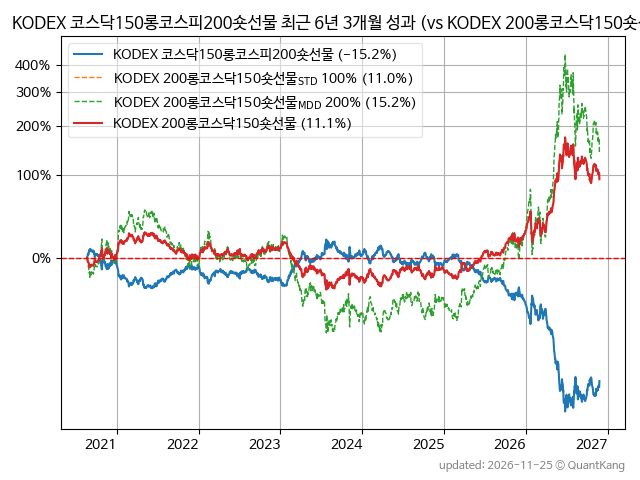 KODEX 코스닥150롱코스피200숏선물 최근 6년 3개월 성과 (vs KODEX 200롱코스닥150숏
KODEX 코스닥150롱코스피200숏선물 (-15.2%)
KODEX 200롱코스닥150숏선물STD 100% (11.0%)
KODEX 200롱코스닥150숏선물MDD 200% (15.2%)
KODEX 200롱코스닥150숏선물 (11.1%)
400%
300%
200%
100%
0%
2021 2022 2023 2024 2025 2026 2027
updated: 2026-11-25 ⓒ QuantKang